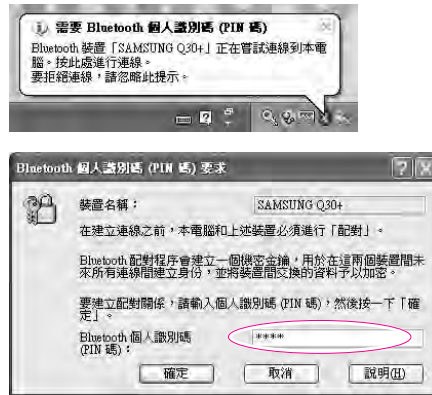 需要 Bluetooth 個人識別碼 (PIN 碼)
Bluetooth 裝置「SAMSUNG Q30+」正在嘗試連線到本電
腦。按此處進行連線。
要拒絕連線，請忽略此提示。
Bluetooth 個人識別碼 (PIN 碼) 要求
裝置名稱：
SAMSUNG Q30+
在建立連線之前，本電腦和上述裝置必須進行「配對」。
Bluetooth 配對程序會建立一個機密金鑰，用於在這兩個裝置間未
來所有連線間建立身份，並將裝置間交換的資料予以加密。
要建立配對關係，請輸入個人識別碼 (PIN 碼)，然後按一下「確
定」。
Bluetooth 個人識別碼
(PIN 碼)：
****
確定
取消
說明(H)